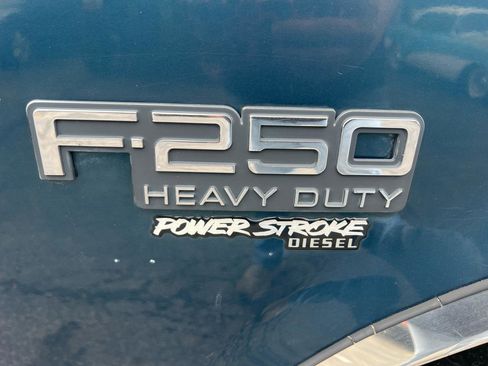 F-250
HEAVY DUTY
POWER STROKE
DIESEL